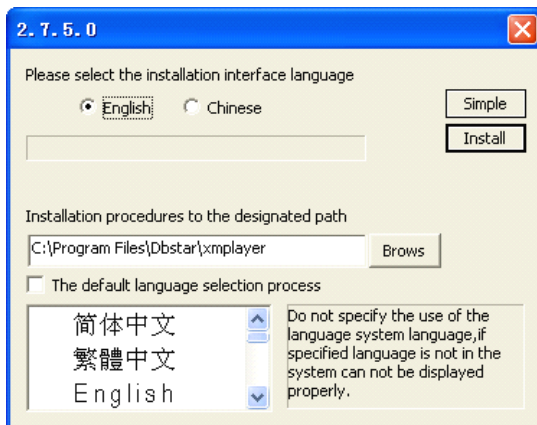 2.7.5.0
Please select the installation interface language
English
Chinese
Simple
Install
Installation procedures to the designated path
C:\Program Files\Dbstar\xmplayer
Brows
The default language selection process
简体中文
繁體中文
English
Do not specify the use of the
language system language,if
specified language is not in the
system can not be displayed
properly.